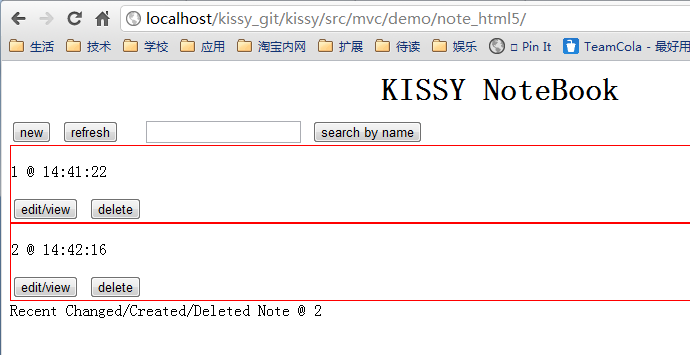 localhost/kissy_git/kissy/src/mvc/demo/note_html5/
生活 技术 学校 应用 淘宝内网 扩展 待读 娱乐 Pin It TeamCola - 最好用
KISSY NoteBook
new refresh search by name
1 @ 14:41:22
edit/view delete
2 @ 14:42:16
edit/view delete
Recent Changed/Created/Deleted Note @ 2